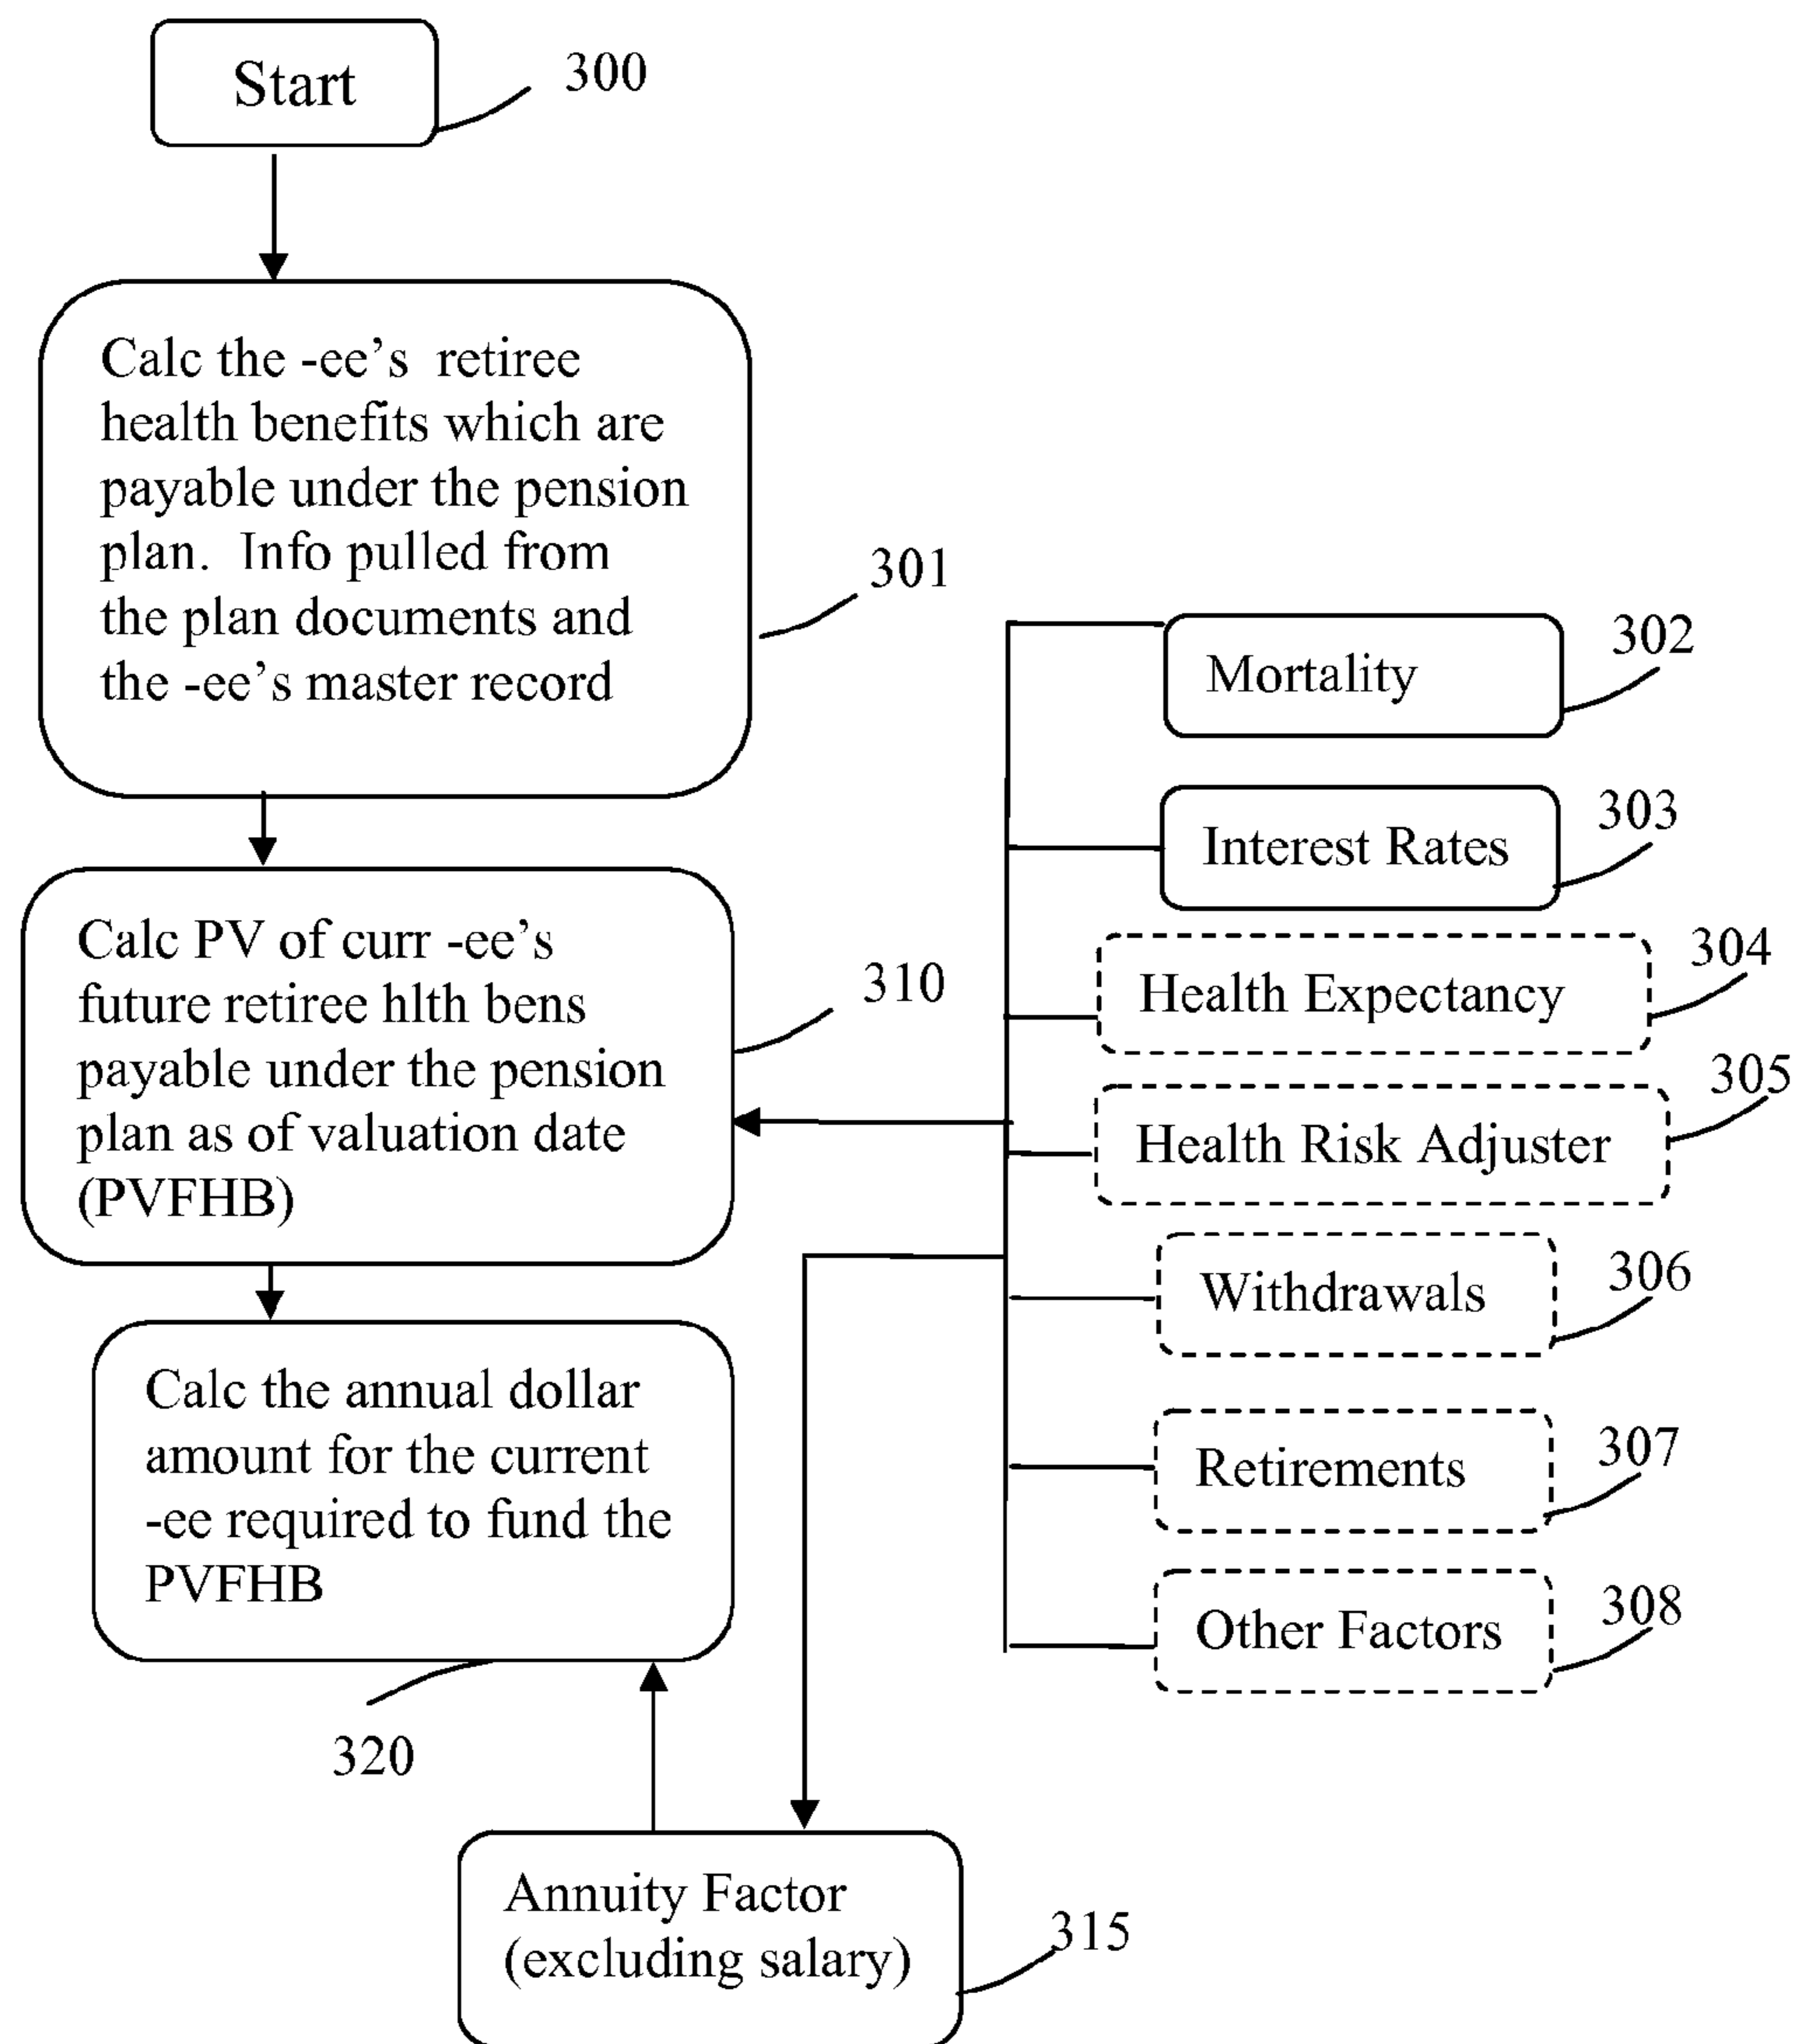 Start
300
Calc the -ee's retiree
health benefits which are
payable under the pension
plan. Info pulled from
the plan documents and
the -ee's master record
301
Mortality
302
Interest Rates
303
Health Expectancy
304
Health Risk Adjuster
305
Withdrawals
306
Retirements
307
Other Factors
308
Calc PV of curr -ee's
future retiree hlth bens
payable under the pension
plan as of valuation date
(PVFHB)
310
Calc the annual dollar
amount for the current
-ee required to fund the
PVFHB
320
Annuity Factor
(excluding salary)
315